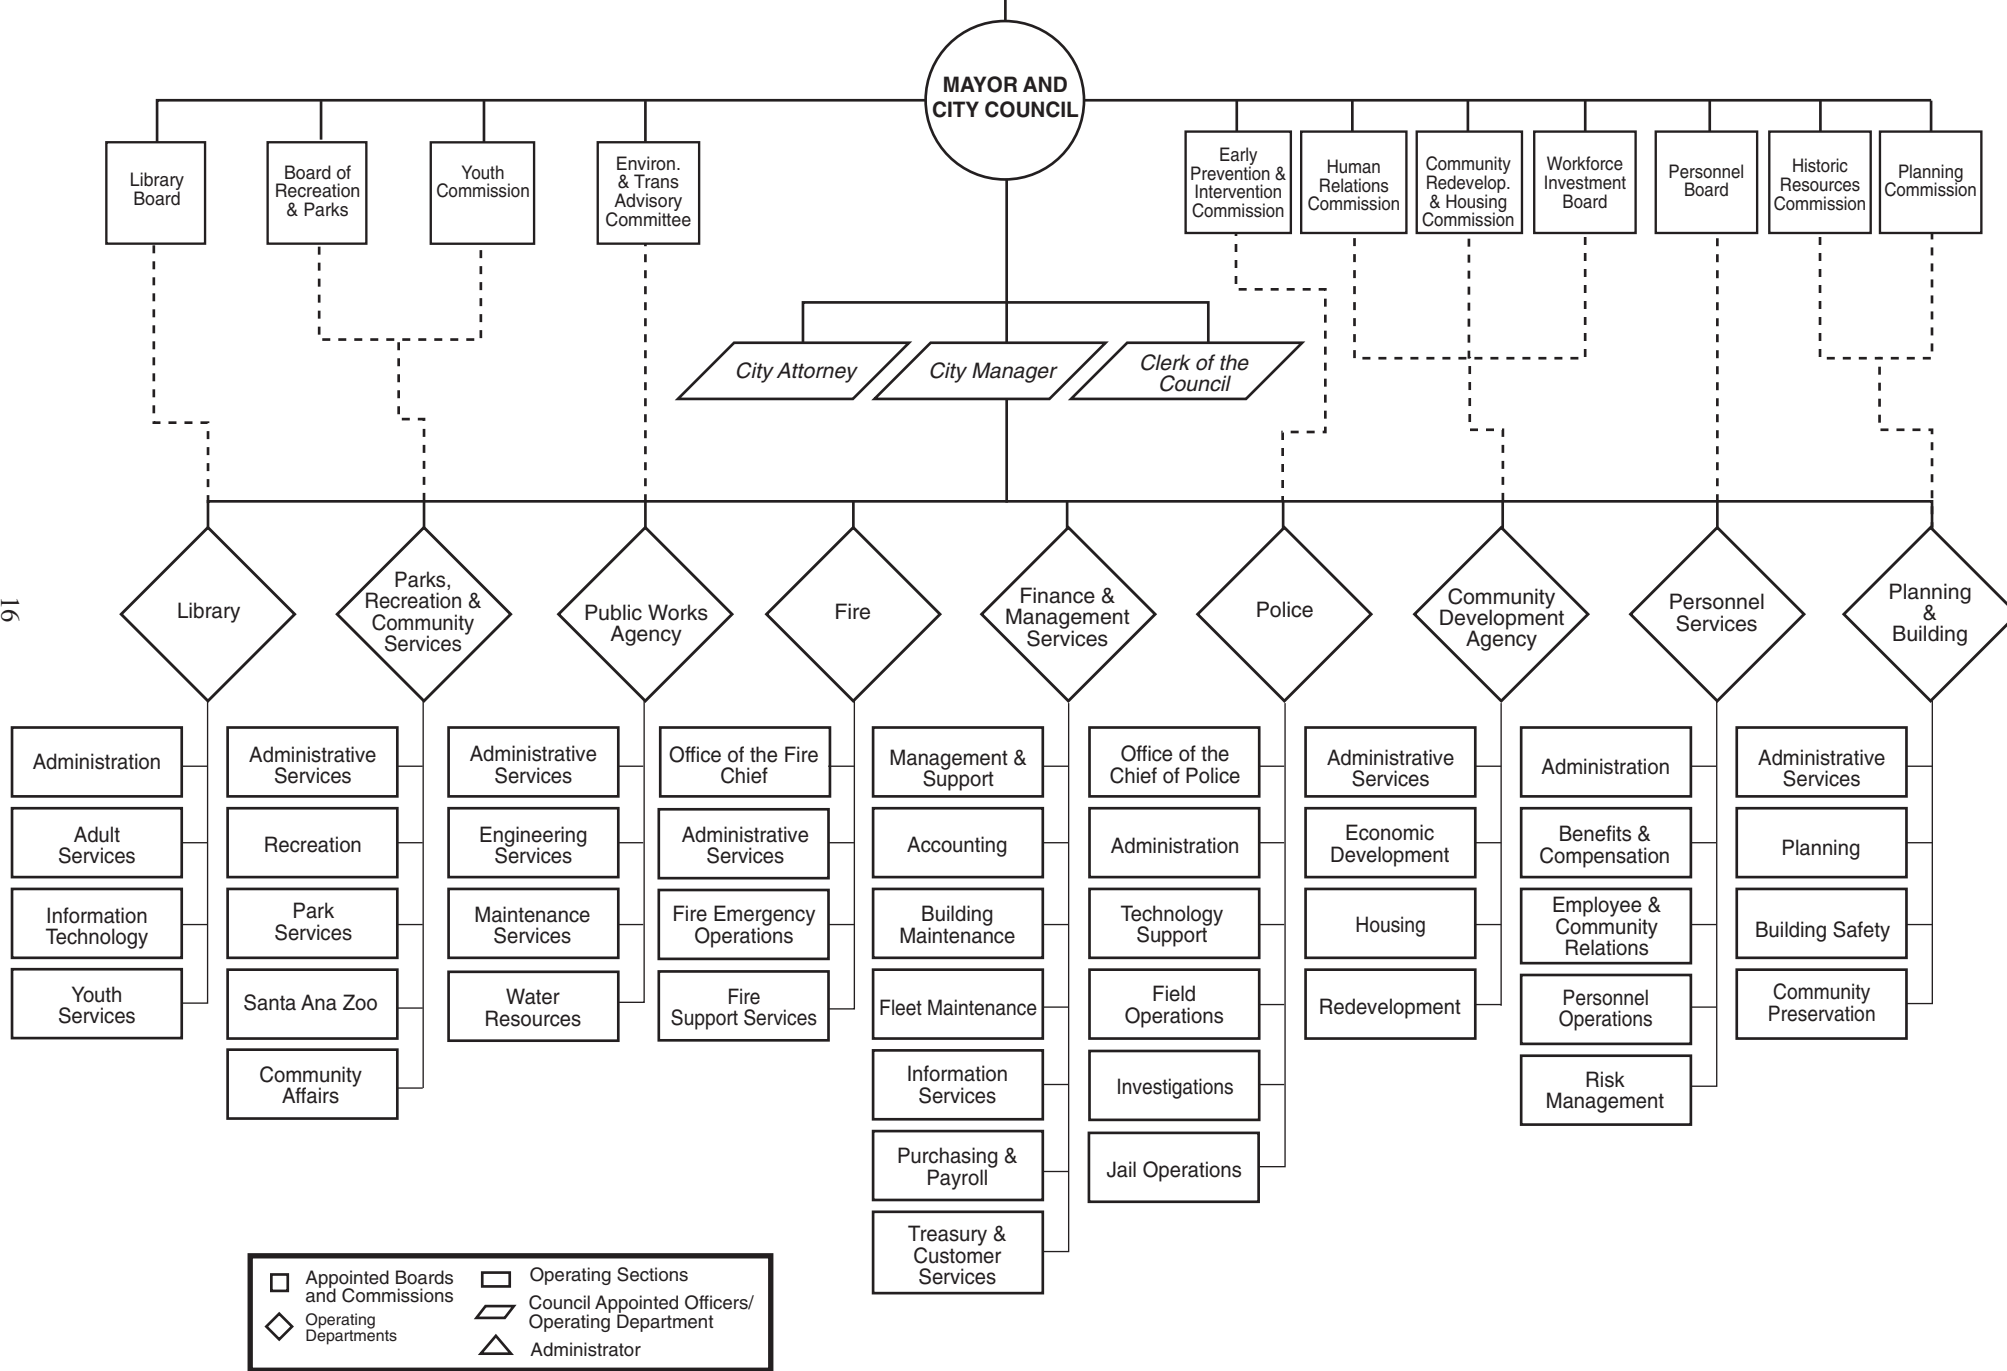 MAYOR AND
CITY COUNCIL
Library
Board
Board of
Recreation
& Parks
Youth
Commission
Environ.
& Trans
Advisory
Committee
Early
Prevention &
Intervention
Commission
Human
Relations
Commission
Community
Redevelop.
& Housing
Commission
Workforce
Investment
Board
Personnel
Board
Historic
Resources
Commission
Planning
Commission
City Attorney
City Manager
Clerk of the
Council
16
Library
Parks,
Recreation &
Community
Services
Public Works
Agency
Fire
Finance &
Management
Services
Police
Community
Development
Agency
Personnel
Services
Planning
&
Building
Administration
Adult
Services
Information
Technology
Youth
Services
Administrative
Services
Recreation
Park
Services
Santa Ana Zoo
Community
Affairs
Administrative
Services
Engineering
Services
Maintenance
Services
Water
Resources
Office of the Fire
Chief
Administrative
Services
Fire Emergency
Operations
Fire
Support Services
Management &
Support
Accounting
Building
Maintenance
Fleet Maintenance
Information
Services
Purchasing &
Payroll
Treasury &
Customer
Services
Office of the
Chief of Police
Administration
Technology
Support
Field
Operations
Investigations
Jail Operations
Administrative
Services
Economic
Development
Housing
Redevelopment
Administration
Benefits &
Compensation
Employee &
Community
Relations
Personnel
Operations
Risk
Management
Administrative
Services
Planning
Building Safety
Community
Preservation
Appointed Boards
and Commissions
Operating
Departments
Operating Sections
Council Appointed Officers/
Operating Department
Administrator